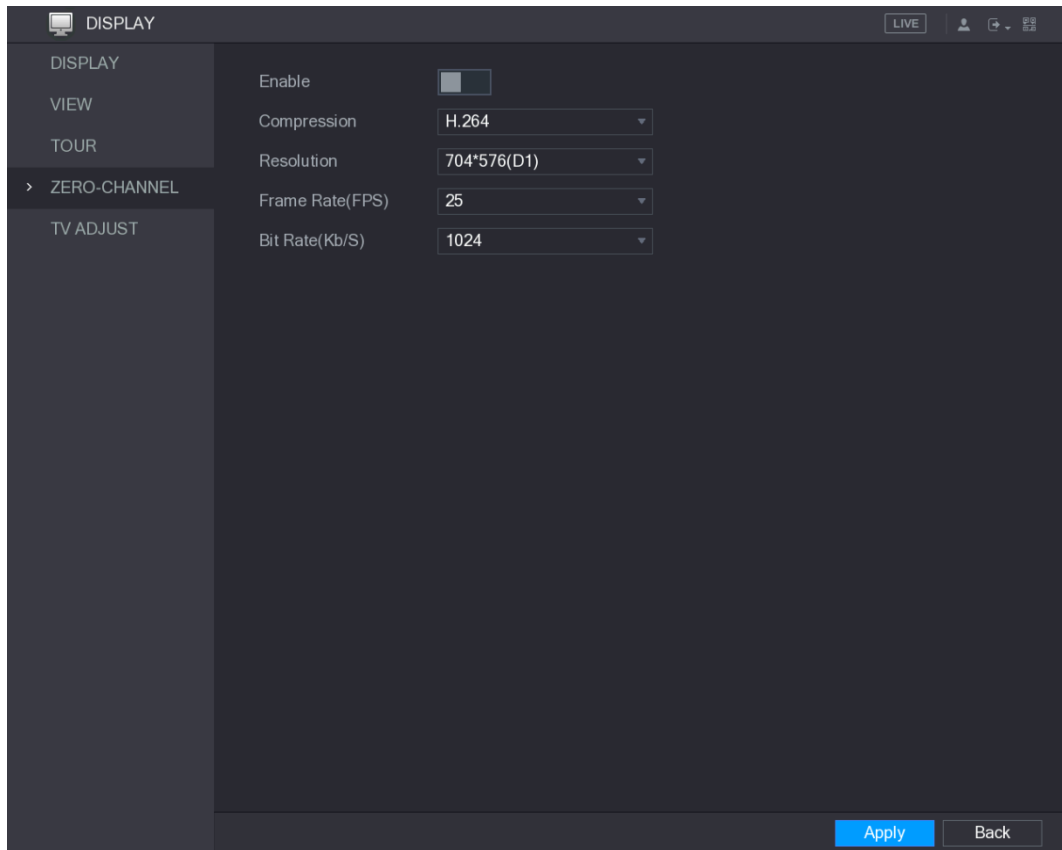 DISPLAY
LIVE
DISPLAY
VIEW
TOUR
> ZERO-CHANNEL
TV ADJUST
Enable
Compression H.264
Resolution 704*576(D1)
Frame Rate(FPS) 25
Bit Rate(Kb/S) 1024
Apply Back